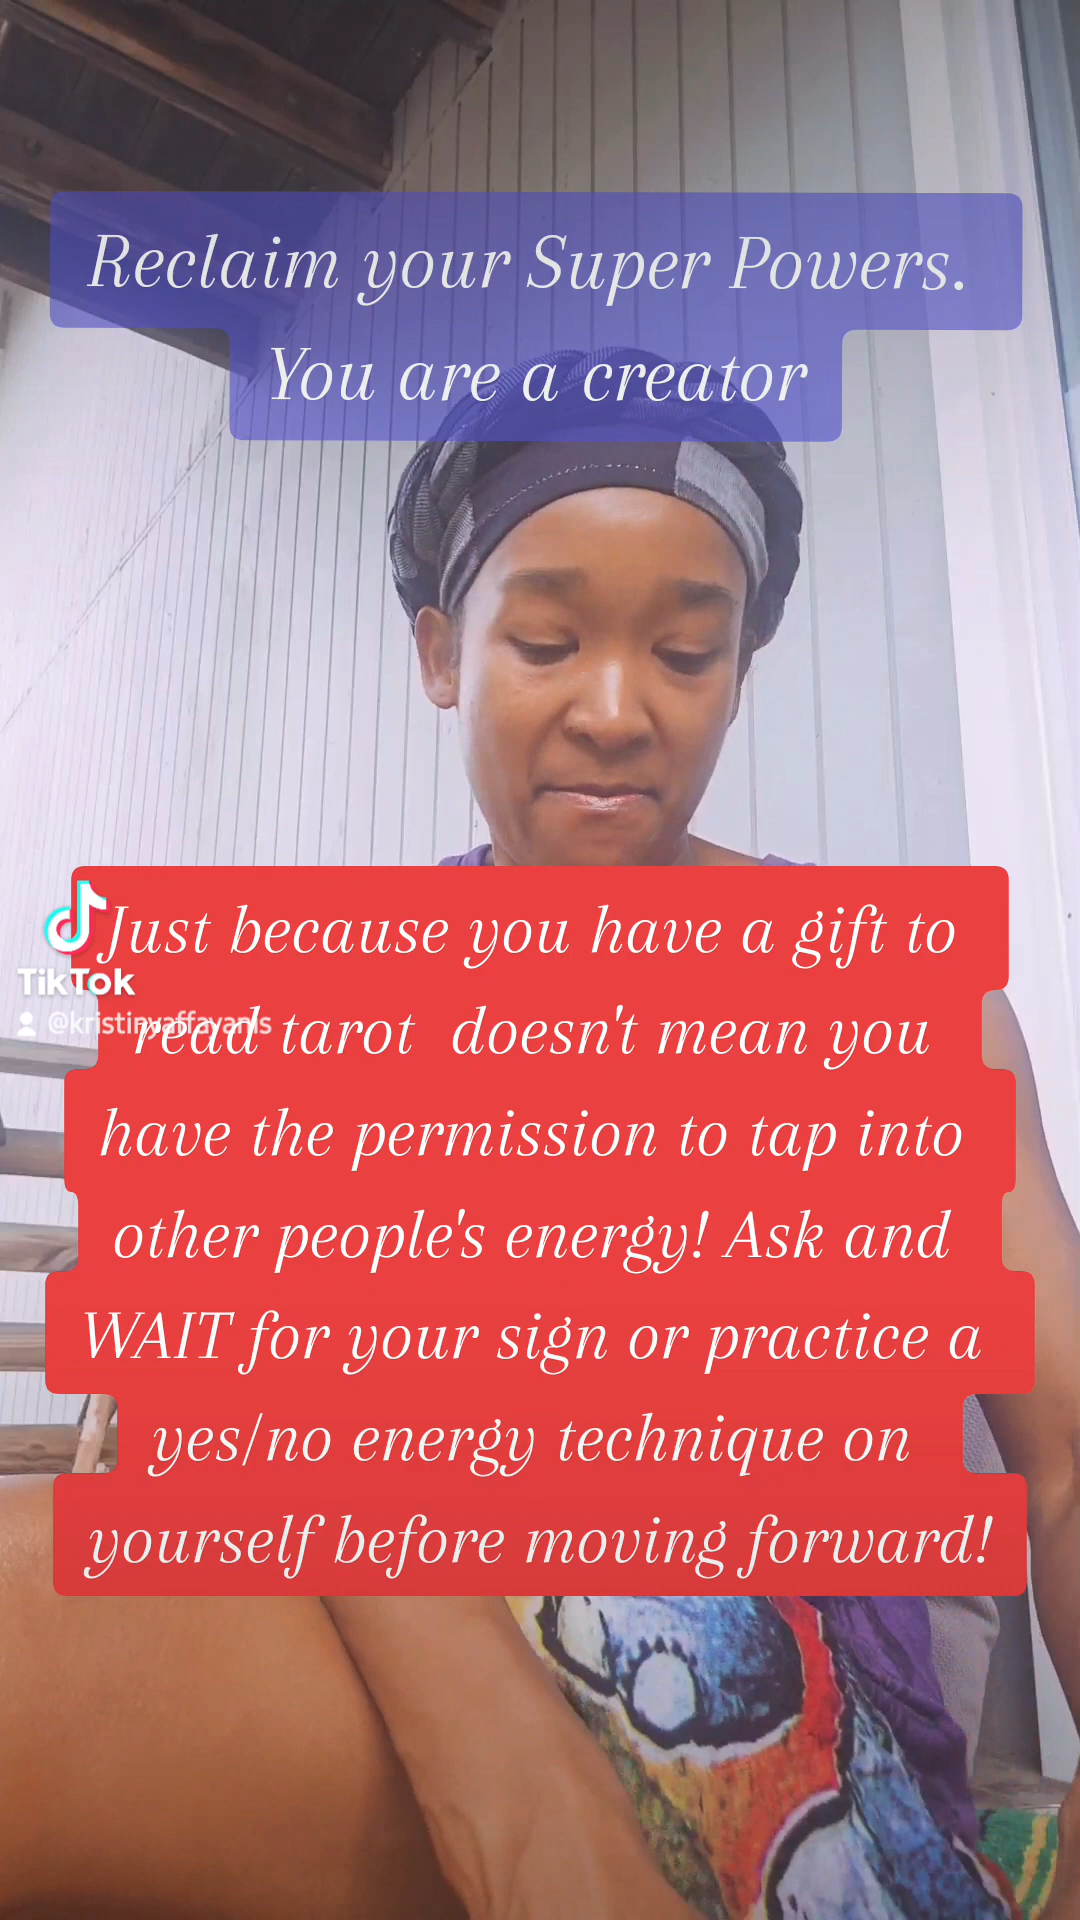 Reclaim your Super Powers.
You are a creator
Just because you have a gift to
TikTok
read tarot  doesn't mean you
have the permission to tap into
other people's energy! Ask and
WAIT for your sign or practice a
yes/no energy technique on
yourself before moving forward!